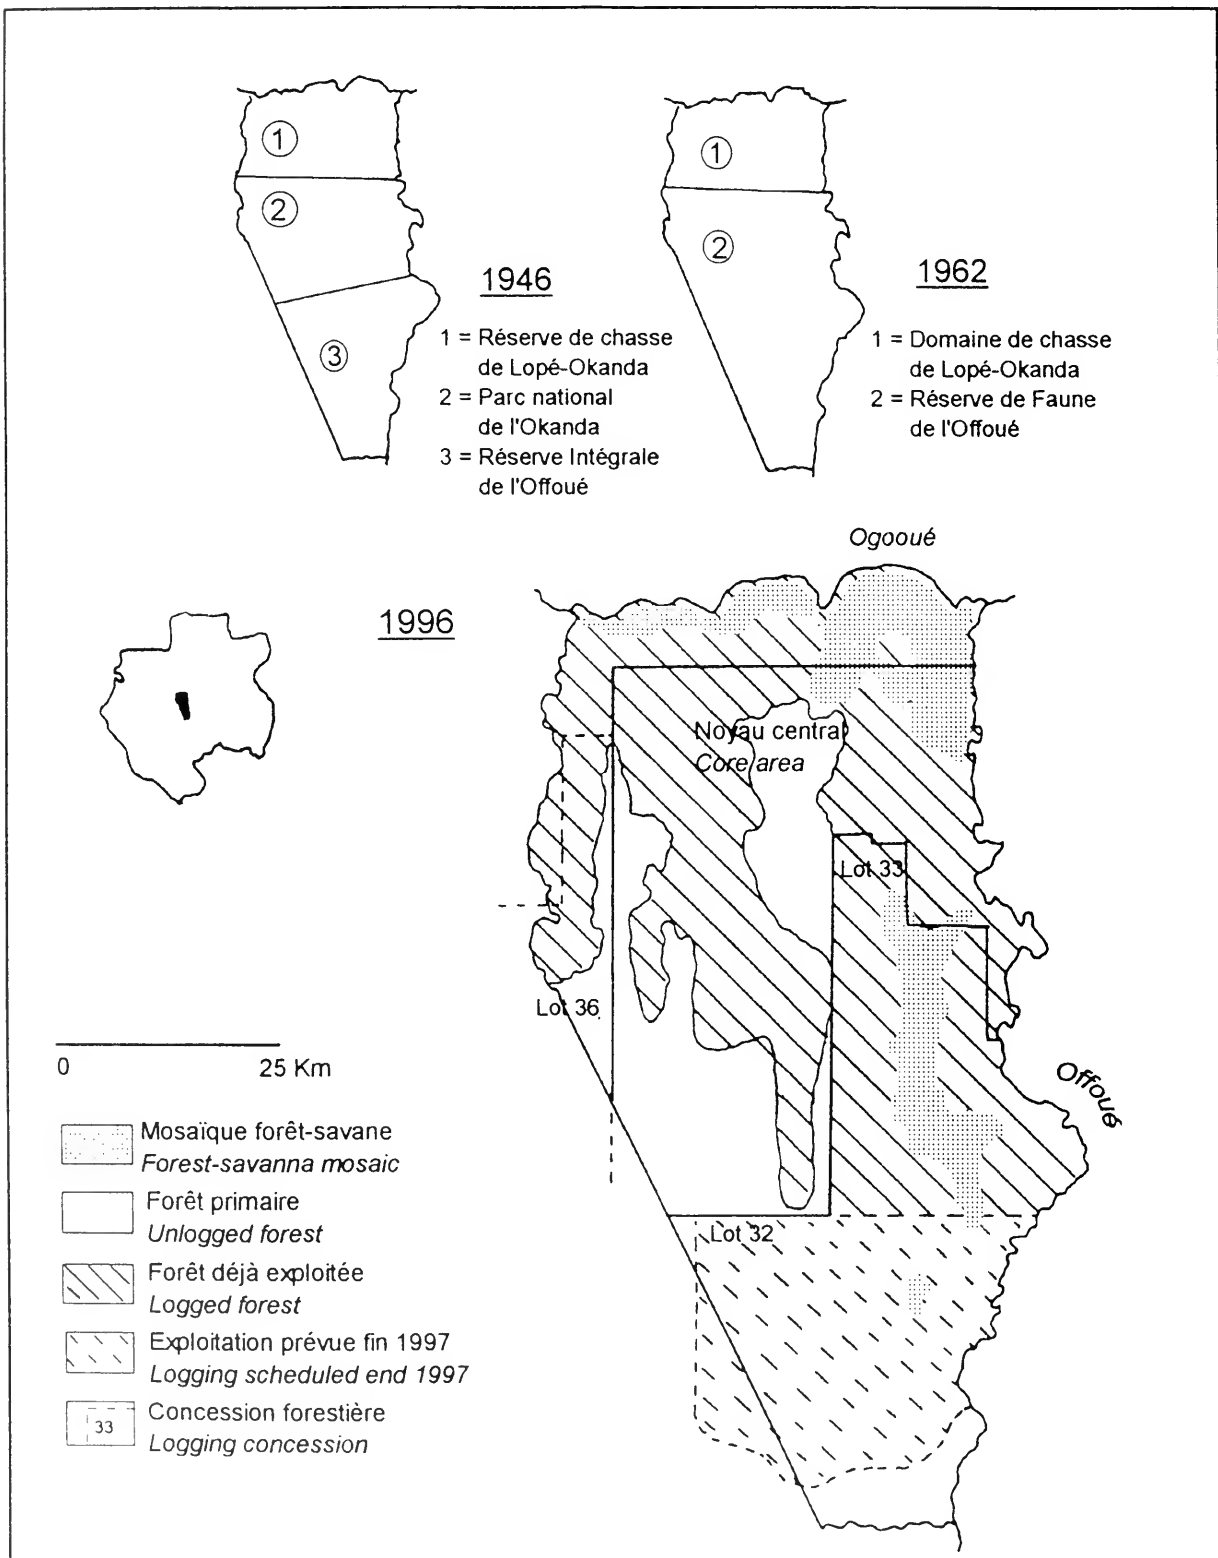 1
2
3
1946
1 = Réserve de chasse
de Lopé-Okanda
2 = Parc national
de l'Okanda
3 = Réserve Intégrale
de l'Offoué
1
2
1962
1 = Domaine de chasse
de Lopé-Okanda
2 = Réserve de Faune
de l'Offoué
Ogooué
1996
Noyau central
Core area
Lot 33
Lot 36
Offoué
Lot 32
0 25 Km
Mosaïque forêt-savane
Forest-savanna mosaic
Forêt primaire
Unlogged forest
Forêt déjà exploitée
Logged forest
Exploitation prévue fin 1997
Logging scheduled end 1997
33
Concession forestière
Logging concession